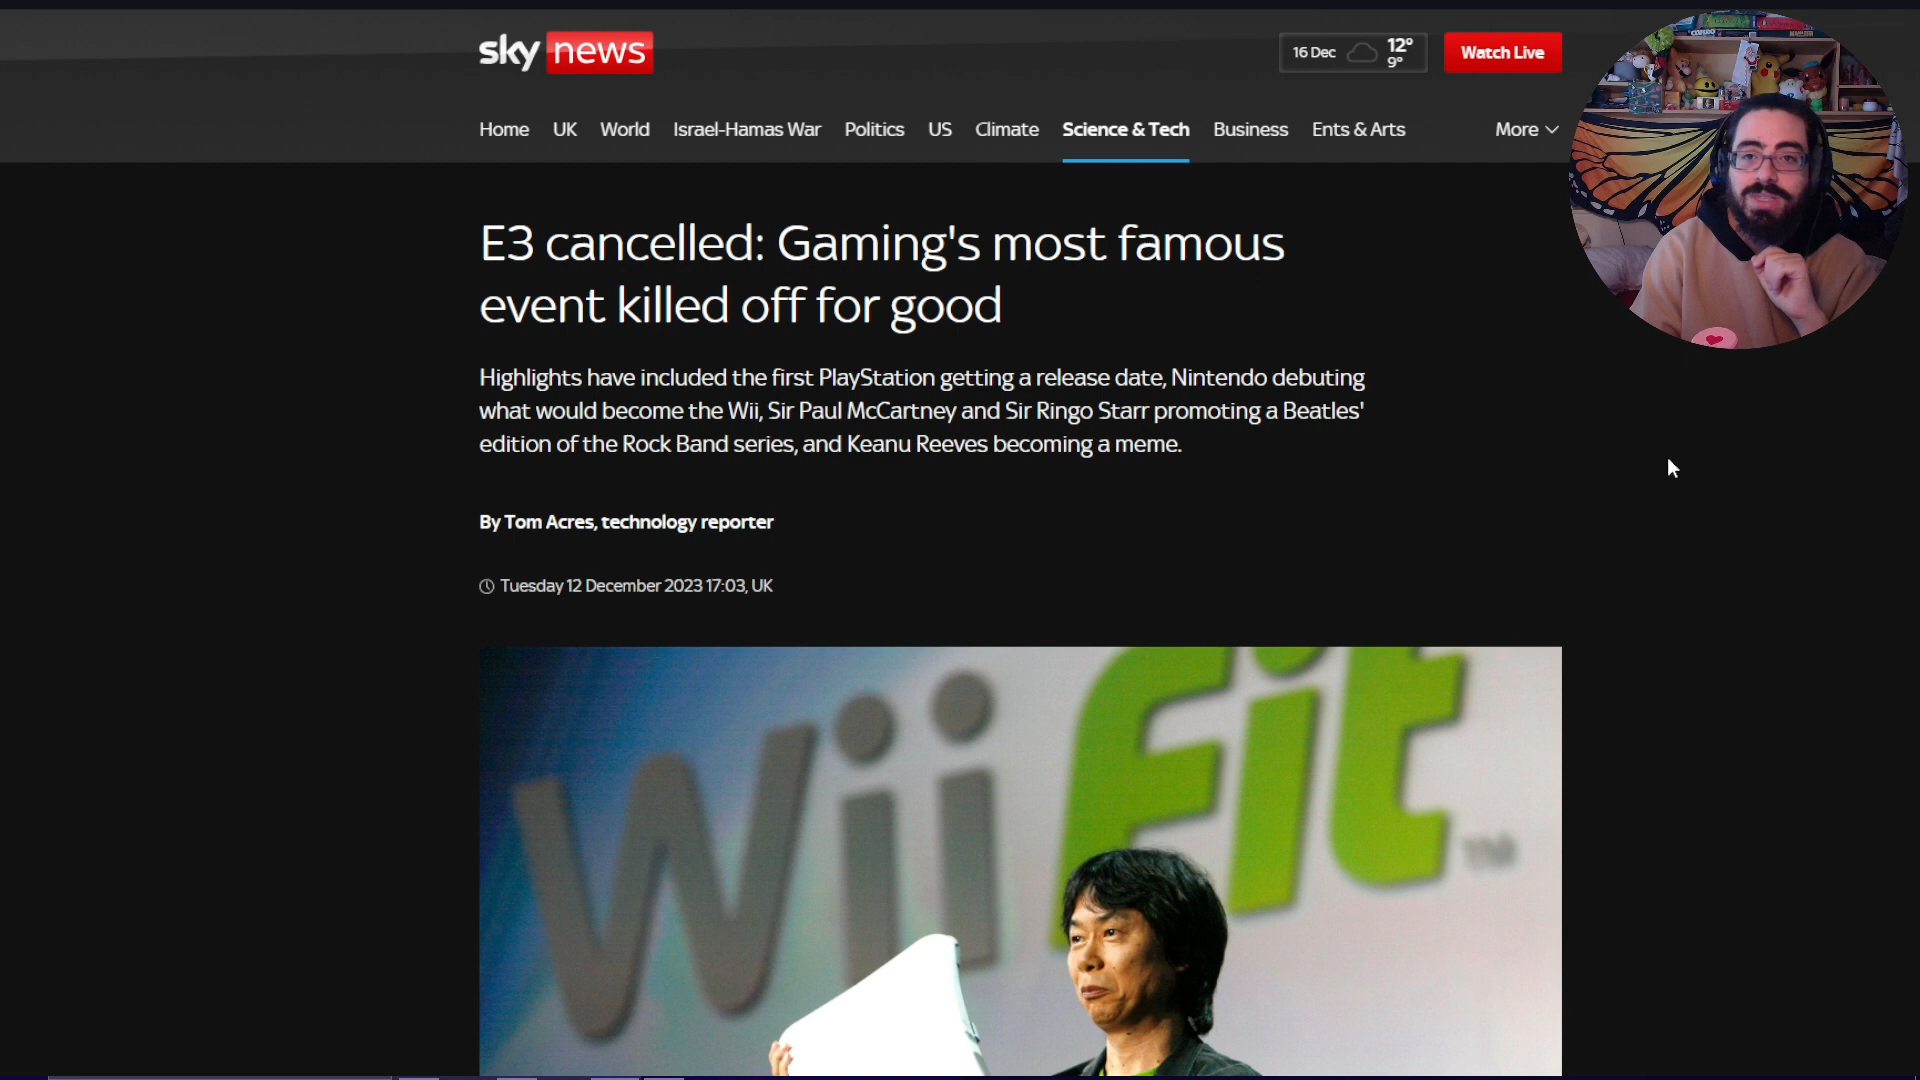 sky news
16 Dec 12° 9°
Watch Live
Home UK World Israel-Hamas War Politics US Climate Science & Tech Business Ents & Arts More
E3 cancelled: Gaming's most famous
event killed off for good
Highlights have included the first PlayStation getting a release date, Nintendo debuting
what would become the Wii, Sir Paul McCartney and Sir Ringo Starr promoting a Beatles'
edition of the Rock Band series, and Keanu Reeves becoming a meme.
By Tom Acres, technology reporter
Tuesday 12 December 2023 17:03, UK
Wii Fit TM